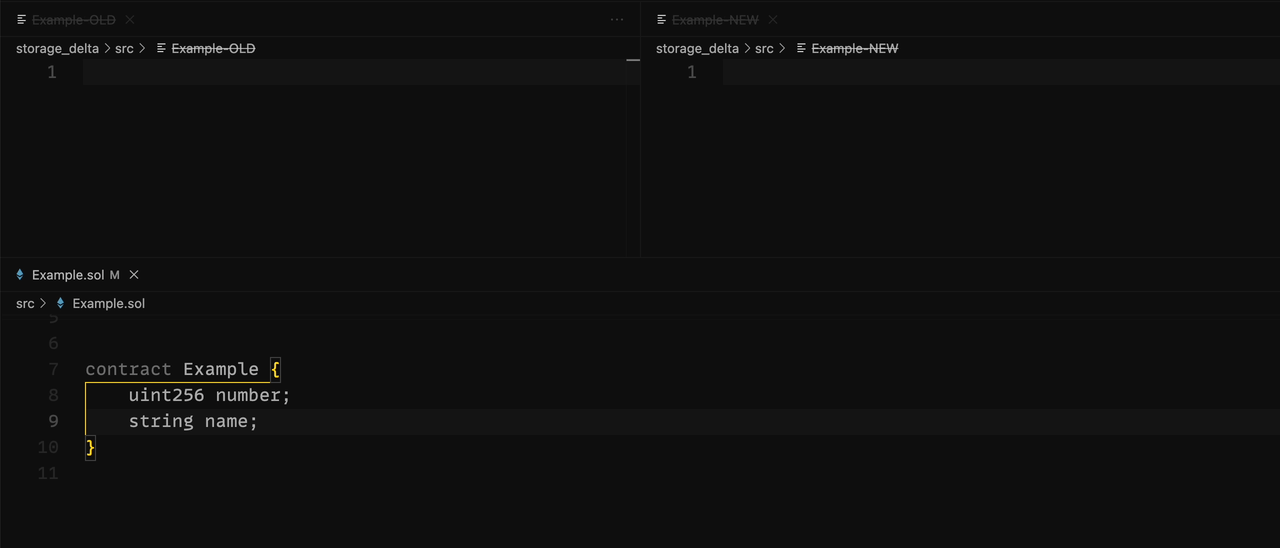 Example-OLD
Example-NEW
storage_delta > src > Example-OLD
storage_delta > src > Example-NEW
1
1
Example.sol M
src > Example.sol
5
6
7 contract Example {
8 uint256 number;
9 string name;
10 }
11